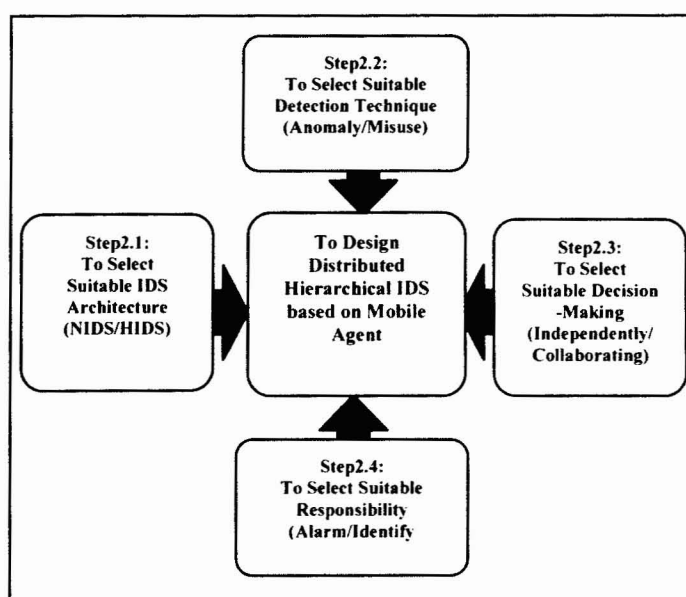 Step2.2:
To Select Suitable
Detection Technique
(Anomaly/Misuse)
Step2.1:
To Select
Suitable IDS
Architecture
(NIDS/HIDS)
To Design
Distributed
Hierarchical IDS
based on Mobile
Agent
Step2.3:
To Select
Suitable Decision
-Making
(Independently/
Collaborating)
Step2.4:
To Select Suitable
Responsibility
(Alarm/Identify